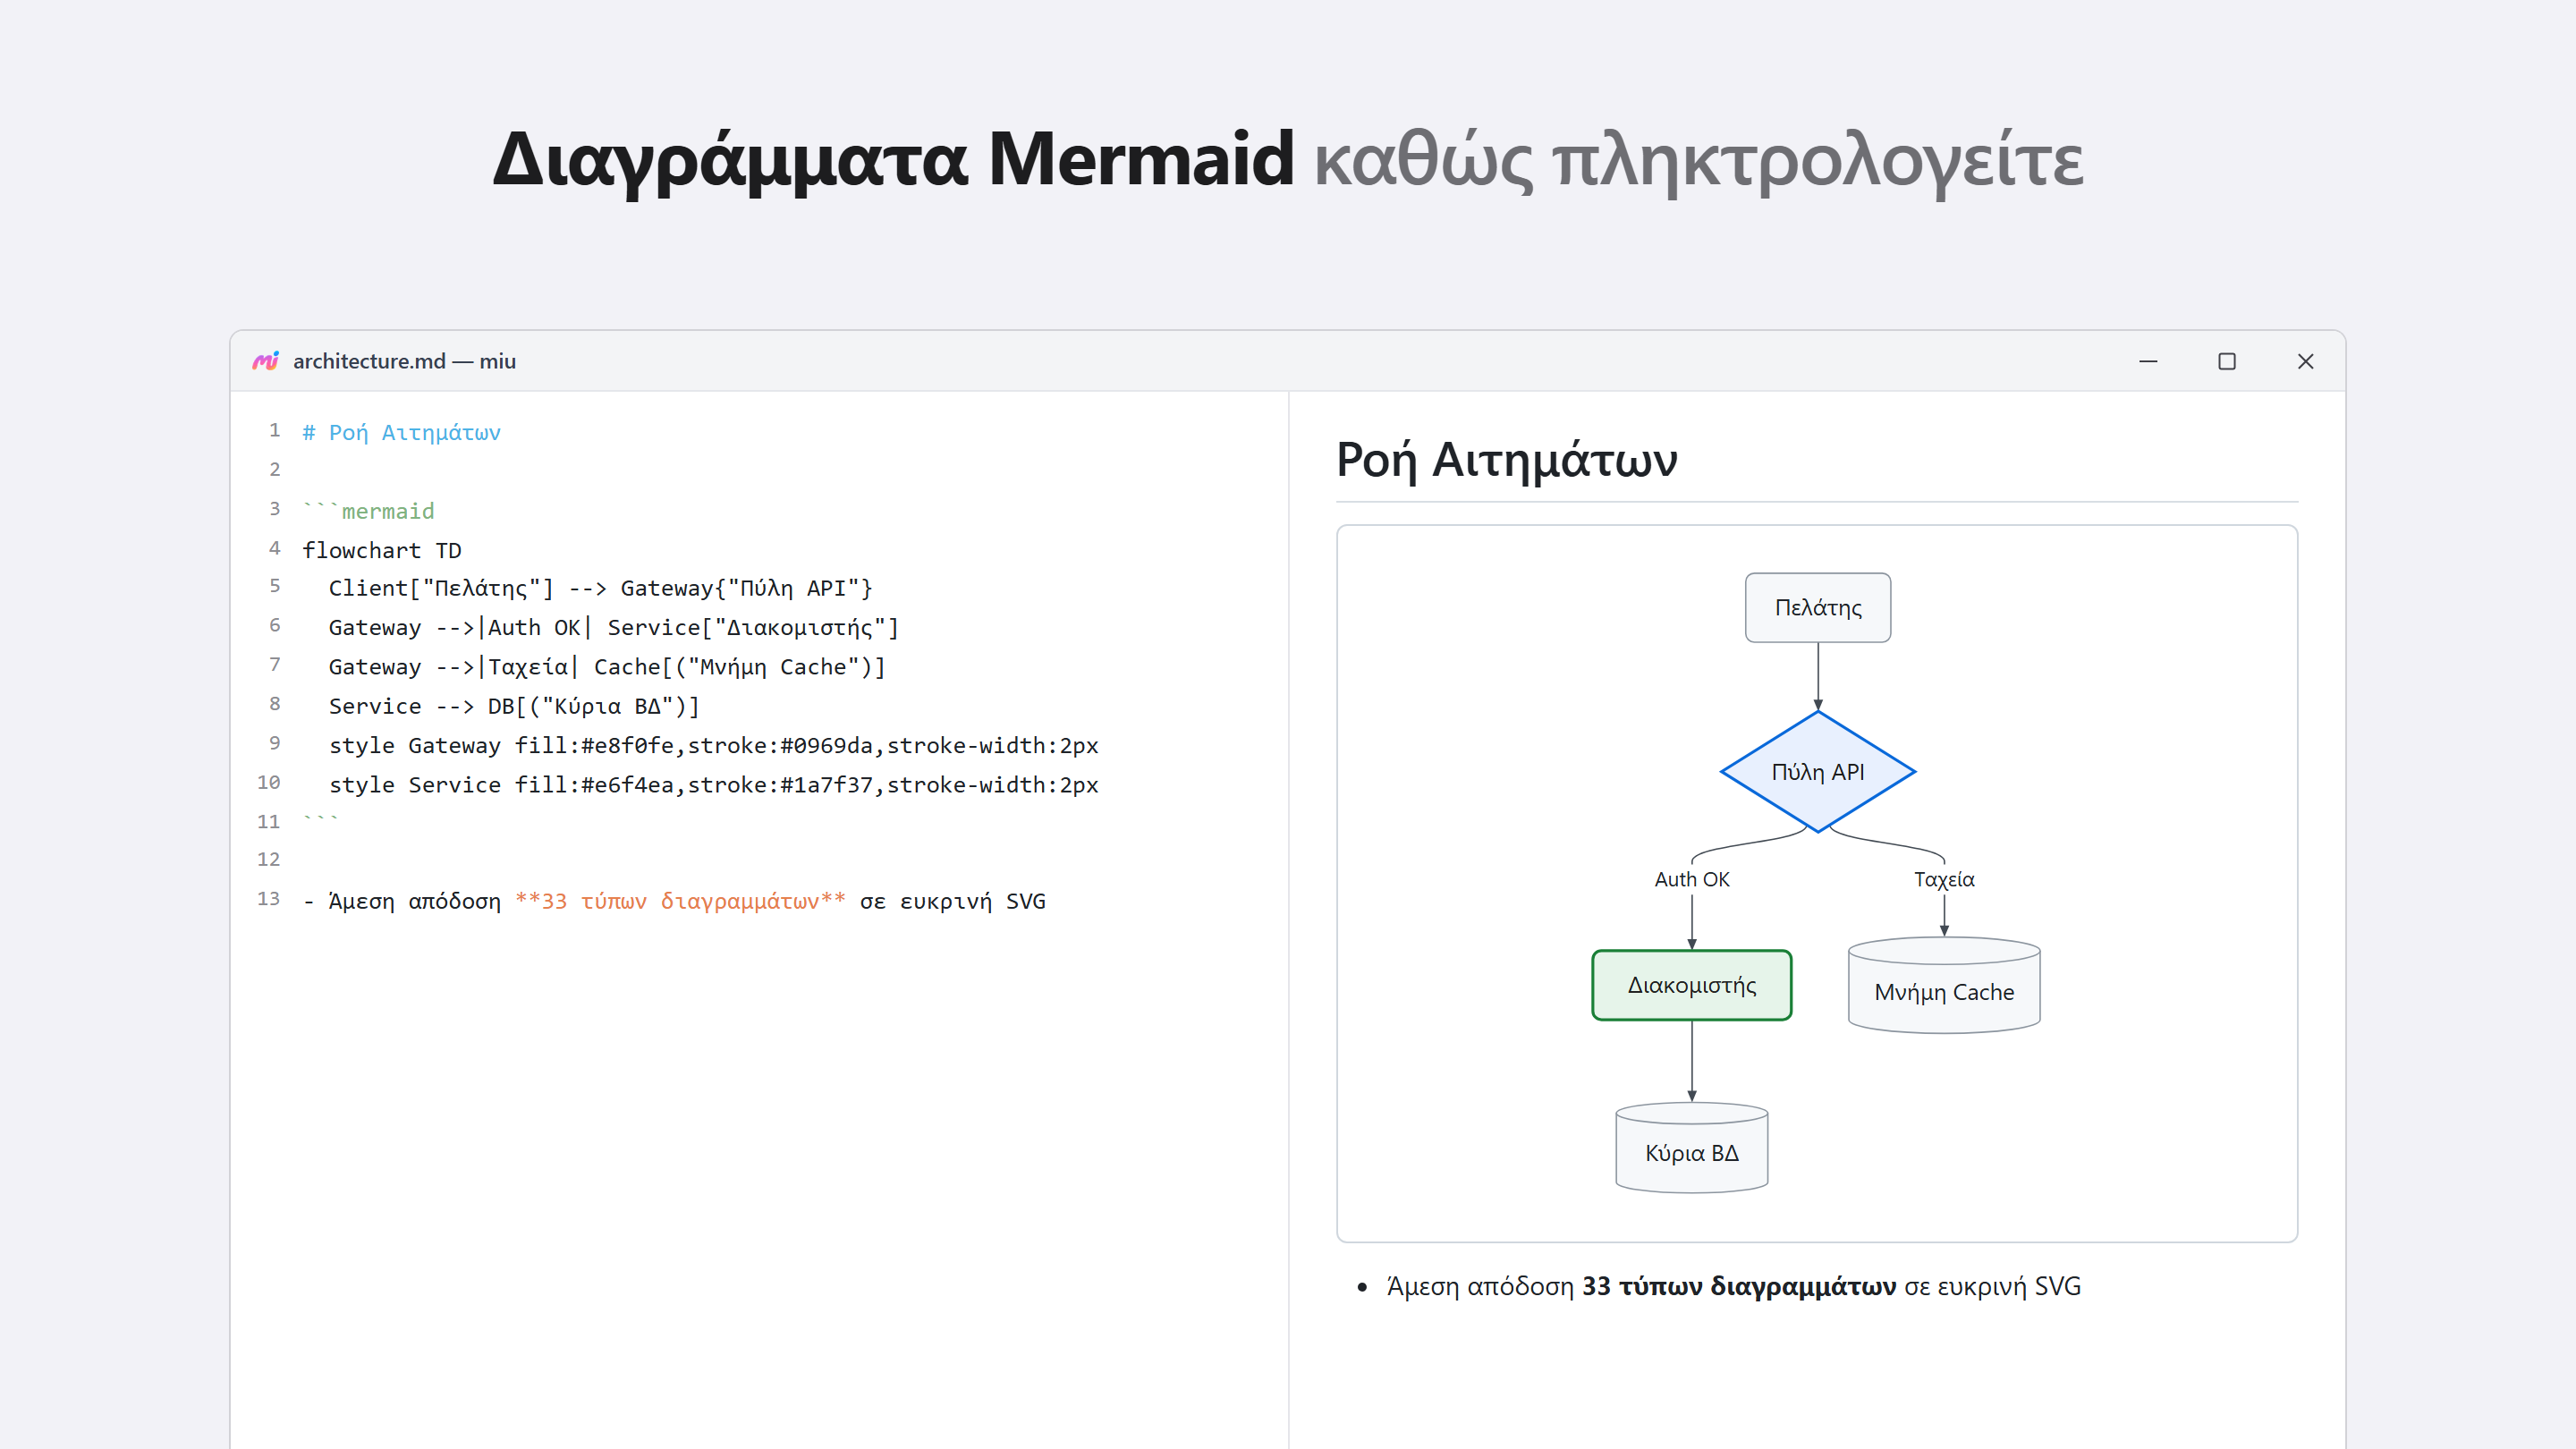 Διαγράμματα Mermaid καθώς πληκτρολογείτε
mi architecture.md — miu
1 # Ροή Αιτημάτων
2
3 ```mermaid
4 flowchart TD
5   Client["Πελάτης"] --> Gateway{"Πύλη API"}
6   Gateway -->|Auth OK| Service["Διακομιστής"]
7   Gateway -->|Ταχεία| Cache[("Μνήμη Cache")]
8   Service --> DB[("Κύρια ΒΔ")]
9   style Gateway fill:#e8f0fe,stroke:#0969da,stroke-width:2px
10   style Service fill:#e6f4ea,stroke:#1a7f37,stroke-width:2px
11 ```
12
13 - Άμεση απόδοση **33 τύπων διαγραμμάτων** σε ευκρινή SVG
Ροή Αιτημάτων
Πελάτης
Πύλη API
Auth OK
Ταχεία
Διακομιστής
Μνήμη Cache
Κύρια ΒΔ
• Άμεση απόδοση 33 τύπων διαγραμμάτων σε ευκρινή SVG